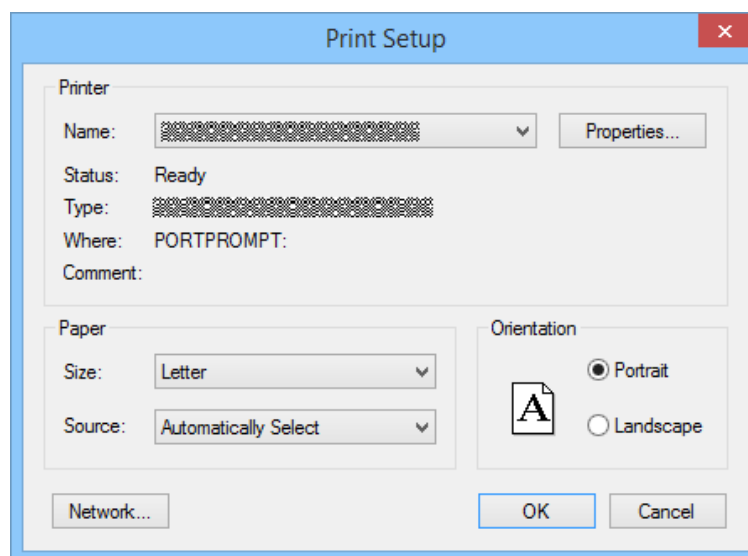 Print Setup
Printer
Name:
Properties...
Status: Ready
Type:
Where: PORTPROMPT:
Comment:
Paper
Size: Letter
Source: Automatically Select
Orientation
A
Portrait
Landscape
Network...
OK
Cancel